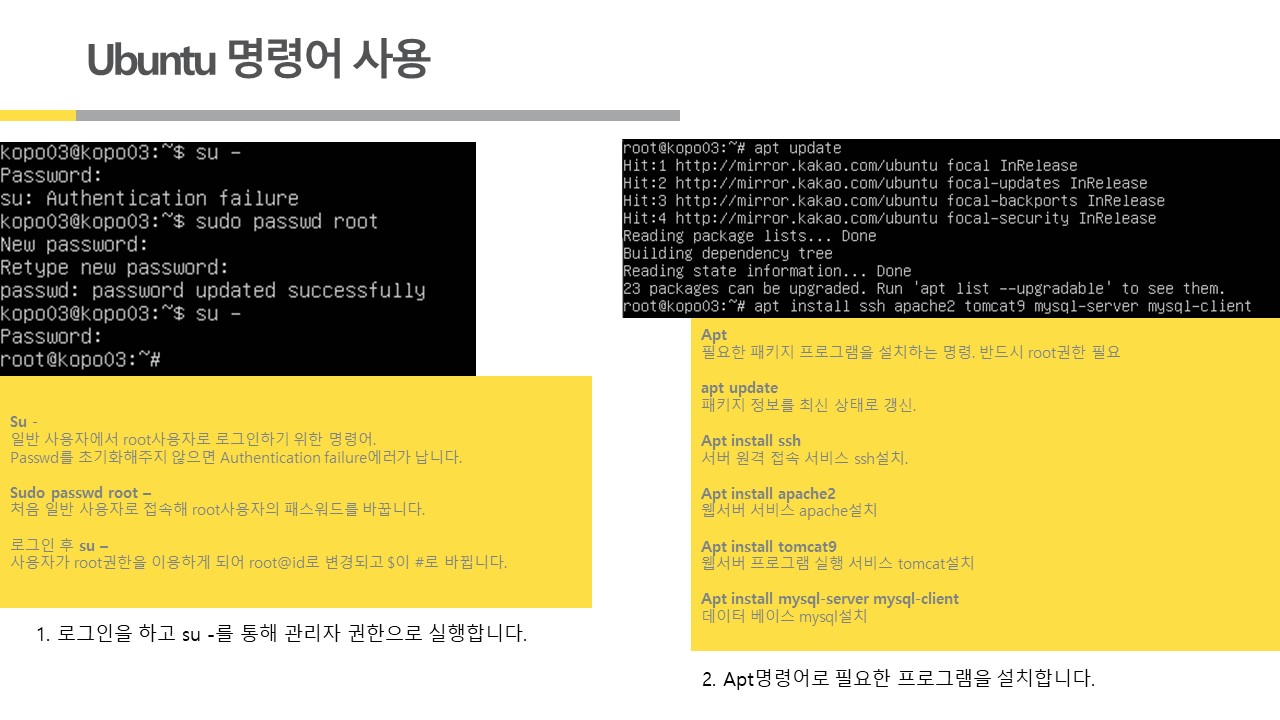 Ubuntu 명령어 사용
kopo03@kopo03:~$ su -
Password:
su: Authentication failure
kopo03@kopo03:~$ sudo passwd root
New password:
Retype new password:
passwd: password updated successfully
kopo03@kopo03:~$ su -
Password:
root@kopo03:~#
Su -
일반 사용자에서 root사용자로 로그인하기 위한 명령어.
Passwd를 초기화해주지 않으면 Authentication failure에러가 납니다.
Sudo passwd root –
처음 일반 사용자로 접속해 root사용자의 패스워드를 바꿉니다.
로그인 후 su –
사용자가 root권한을 이용하게 되어 root@id로 변경되고 $이 #로 바뀝니다.
1. 로그인을 하고 su -를 통해 관리자 권한으로 실행합니다.
root@kopo03:~# apt update
Hit:1 http://mirror.kakao.com/ubuntu focal InRelease
Hit:2 http://mirror.kakao.com/ubuntu focal-updates InRelease
Hit:3 http://mirror.kakao.com/ubuntu focal-backports InRelease
Hit:4 http://mirror.kakao.com/ubuntu focal-security InRelease
Reading package lists... Done
Building dependency tree
Reading state information... Done
23 packages can be upgraded. Run 'apt list --upgradable' to see them.
root@kopo03:~# apt install ssh apache2 tomcat9 mysql-server mysql-client
Apt
필요한 패키지 프로그램을 설치하는 명령. 반드시 root권한 필요
apt update
패키지 정보를 최신 상태로 갱신.
Apt install ssh
서버 원격 접속 서비스 ssh설치.
Apt install apache2
웹서버 서비스 apache설치
Apt install tomcat9
웹서버 프로그램 실행 서비스 tomcat설치
Apt install mysql-server mysql-client
데이터 베이스 mysql설치
2. Apt명령어로 필요한 프로그램을 설치합니다.